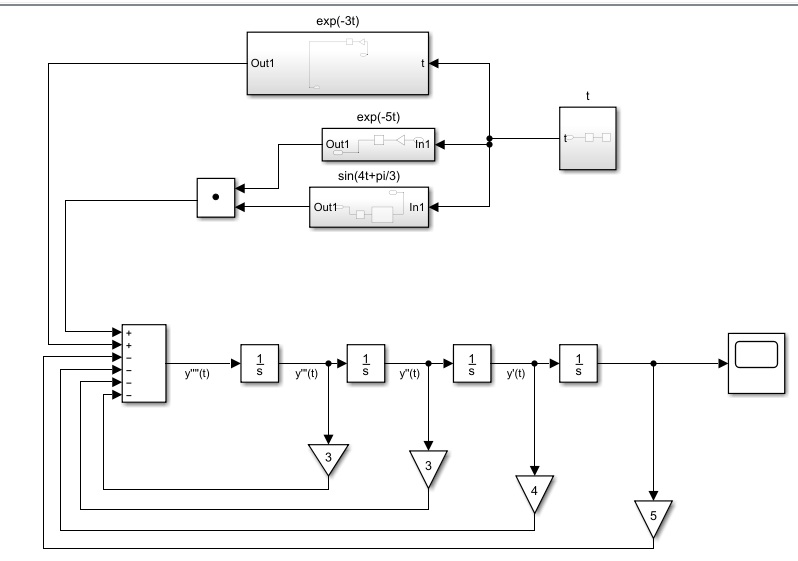 exp(-3t)
Out1 t
t
exp(-5t)
Out1 In1
t
sin(4t+pi/3)
Out1 In1
+
+
−
−
−
−
1
s
1
s
1
s
1
s
y''''(t) y'''(t) y''(t) y'(t)
3
3
4
5